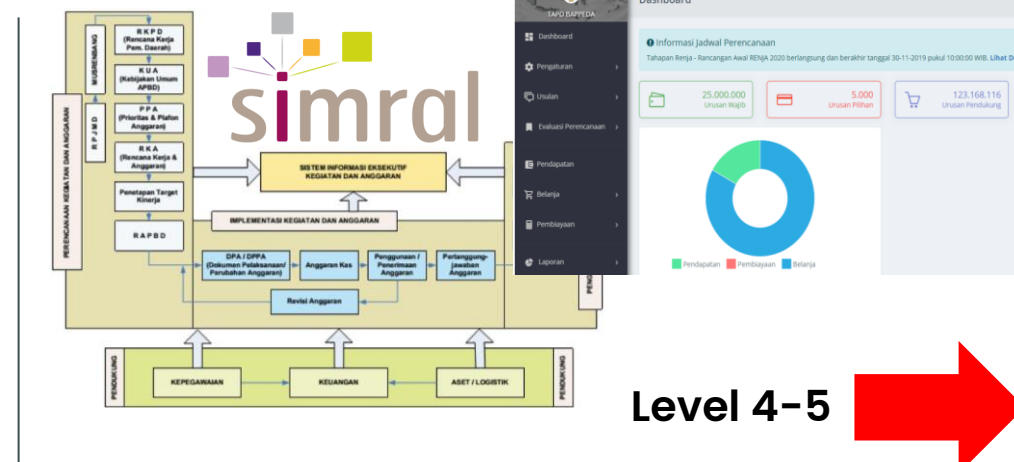 PERENCANAAN KEGIATAN DAN ANGGARAN
RPJMD
MUSRENBANG
RKPD
(Rencana Kerja
Pem. Daerah)
KUA
(Kebijakan Umum
APBD)
PPA
(Prioritas & Plafon
Anggaran)
RKA
(Rencana Kerja &
Anggaran)
Penetapan Target
Kinerja
RAPBD
simral
SISTEM INFORMASI EKSEKUTIF
KEGIATAN DAN ANGGARAN
IMPLEMENTASI KEGIATAN DAN ANGGARAN
DPA / DPPA
(Dokumen Pelaksanaan/
Perubahan Anggaran)
Anggaran Kas
Penggunaan /
Penerimaan
Anggaran
Pertanggung-
jawaban
Anggaran
Revisi Anggaran
PENDUKUNG
KEPEGAWAIAN
KEUANGAN
ASET / LOGISTIK
PENDUKUNG
TAPD BAPPEDA
Dashboard
Pengaturan
Usulan
Evaluasi Perencanaan
Pendapatan
Belanja
Pembiayaan
Laporan
Dashboard
Informasi Jadwal Perencanaan
Tahapan Renja - Rancangan Awal RENJA 2020 berlangsung dan berakhir tanggal 30-11-2019 pukul 10:00:00 WIB. Lihat D
25.000.000
Urusan Wajib
5.000
Urusan Pilihan
123.168.116
Urusan Pendukung
Pendapatan Pembiayaan Belanja
Level 4-5